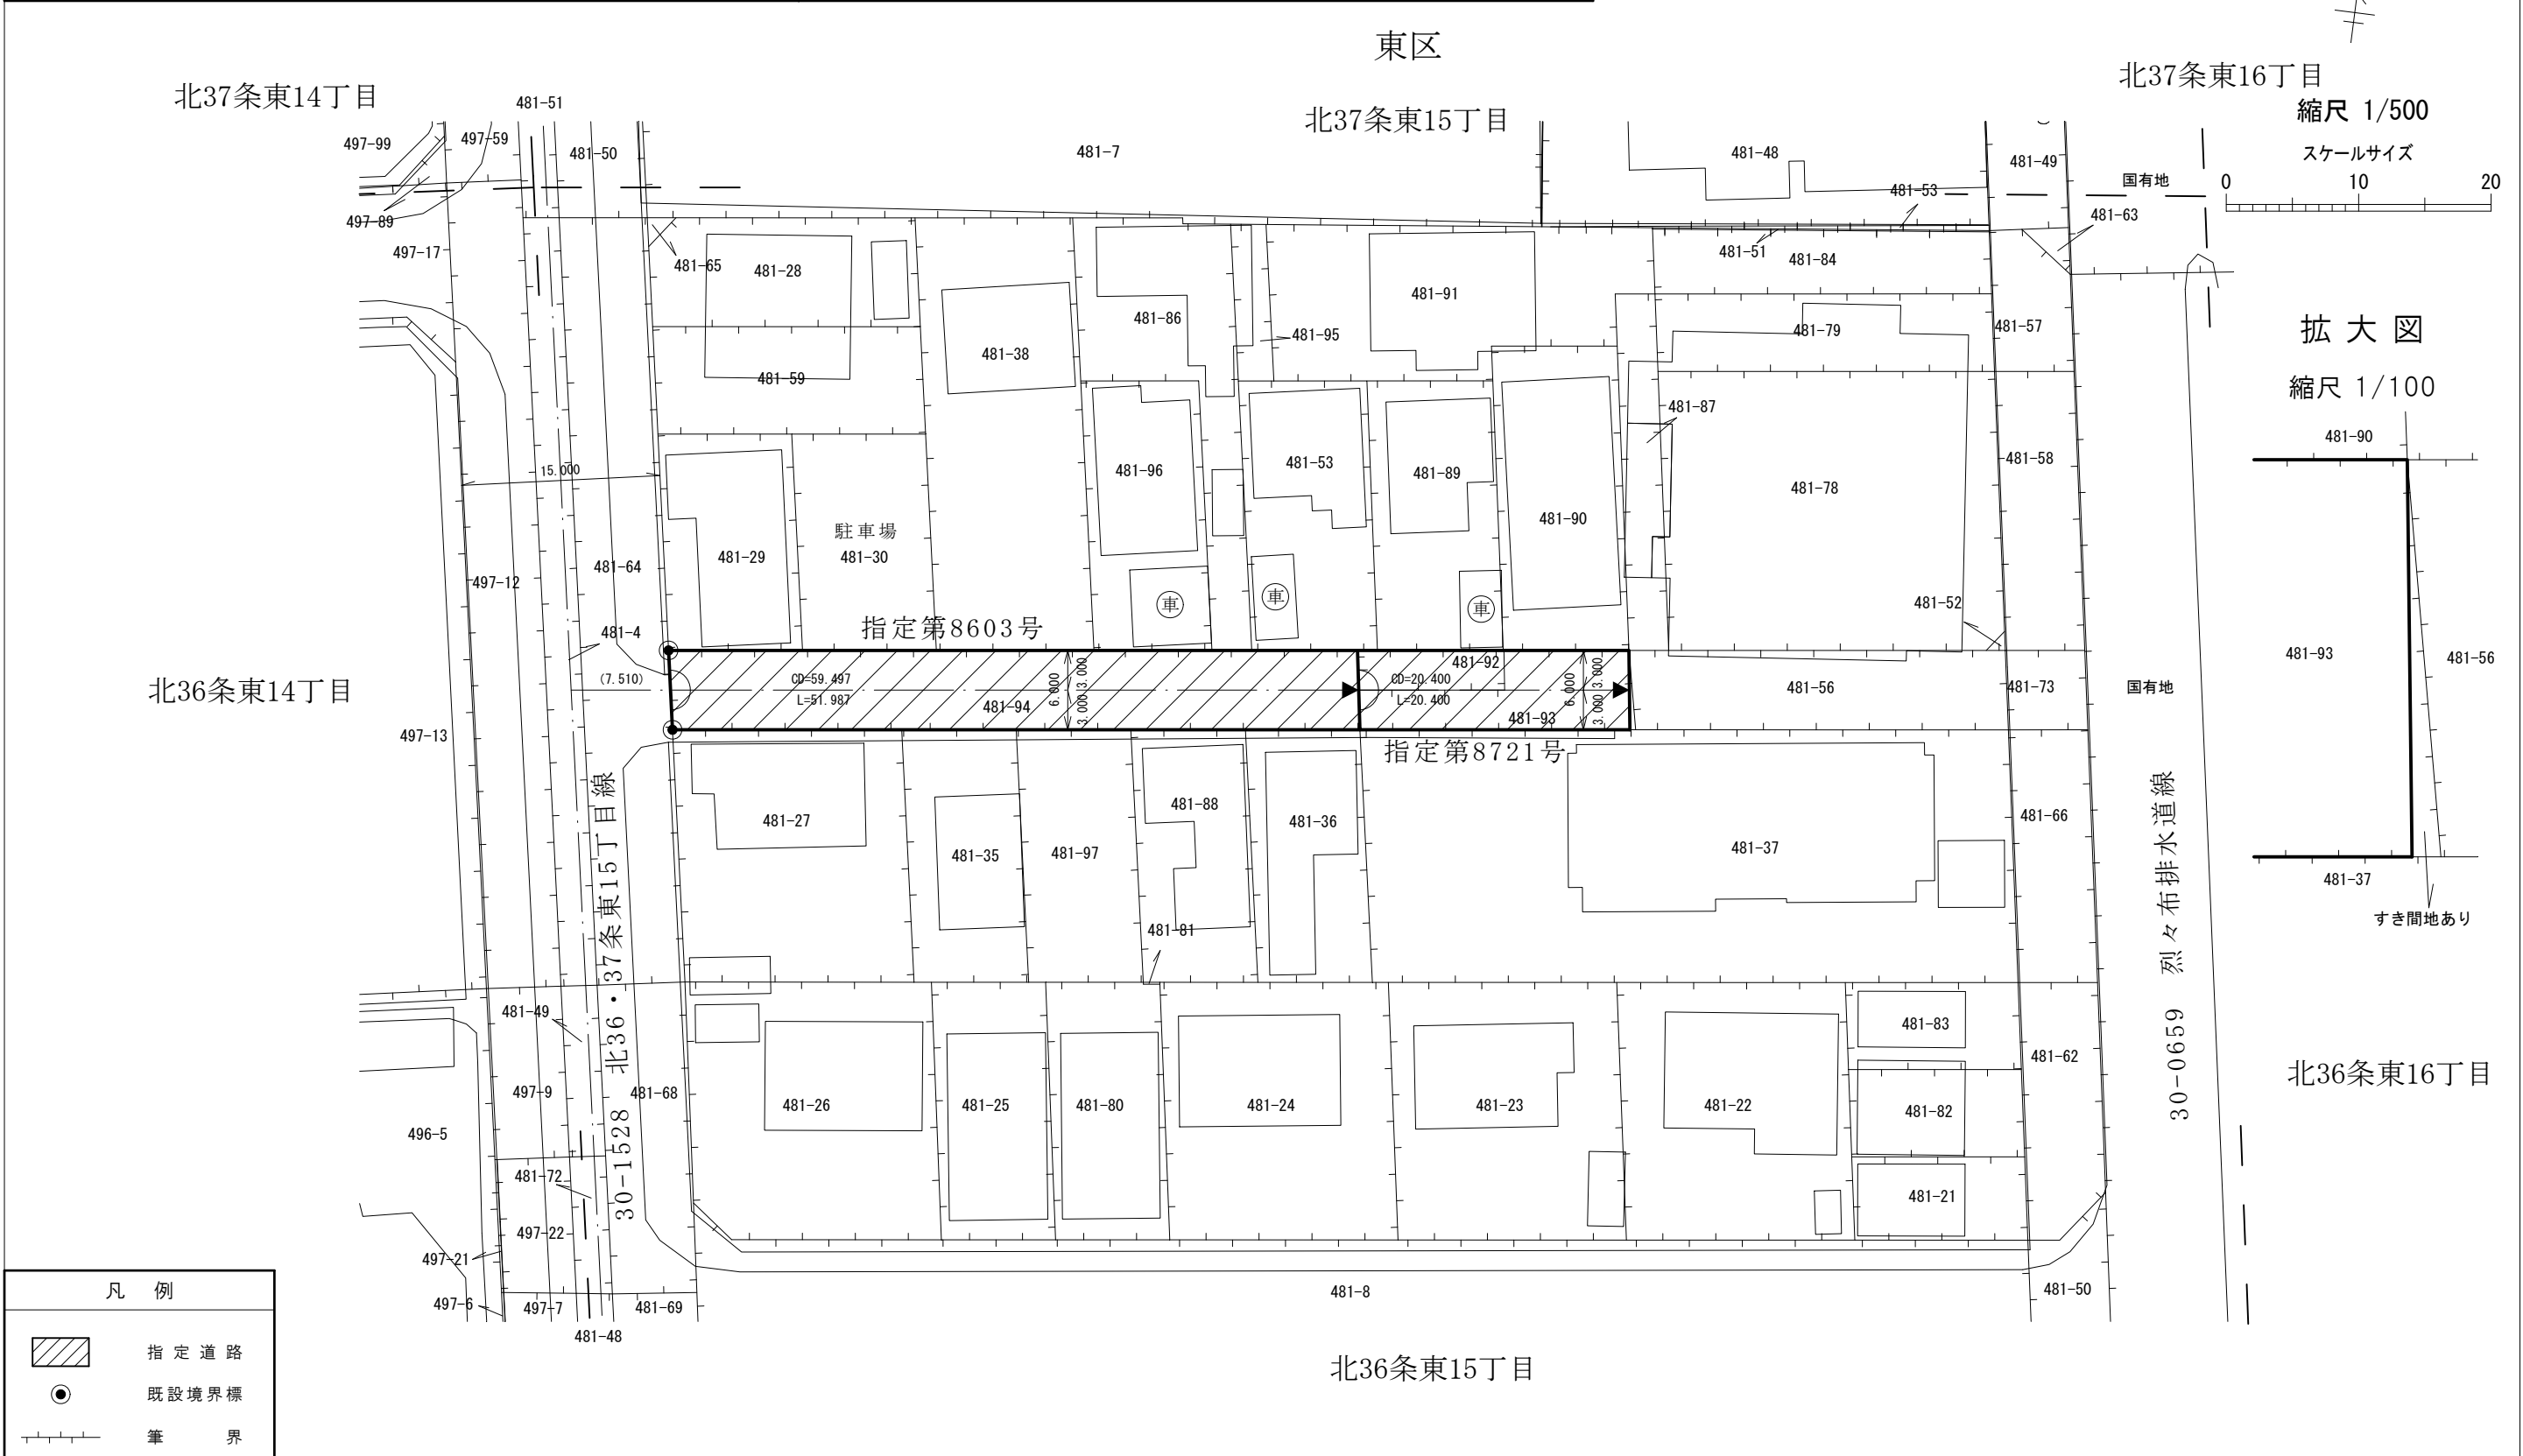 東区
北37条東14丁目
北37条東15丁目
北37条東16丁目
縮尺 1/500
スケールサイズ
0 10 20
481-51
497-99
497-59
481-50
481-7
481-48
481-49
国有地
481-53
481-63
497-89
497-17
481-65
481-28
481-51
481-84
481-91
481-86
481-95
481-38
481-79
481-57
481-59
拡大図
縮尺 1/100
481-90
481-93
481-56
481-37
すき間地あり
481-87
15.000
481-96
481-53
481-89
481-58
481-78
481-90
駐車場
481-29
481-30
481-64
497-12
車
車
車
481-52
481-4
指定第8603号
北36条東14丁目
(7.510)
CD=59.497
L=51.987
481-94
6.000
3.000
3.000
481-92
CD=20.400
L=20.400
6.000
3.000
3.000
481-93
481-56
481-73
国有地
497-13
指定第8721号
481-27
481-35
481-97
481-88
481-36
481-37
481-66
481-81
30-1528 北36・37条東15丁目線
30-0659 烈々布排水道線
481-49
497-9
481-68
481-26
481-25
481-80
481-24
481-23
481-22
481-83
481-82
481-21
481-62
北36条東16丁目
496-5
481-72
497-22
497-21
497-6
497-7
481-69
481-48
481-8
481-50
北36条東15丁目
凡例
指定道路
既設境界標
筆界